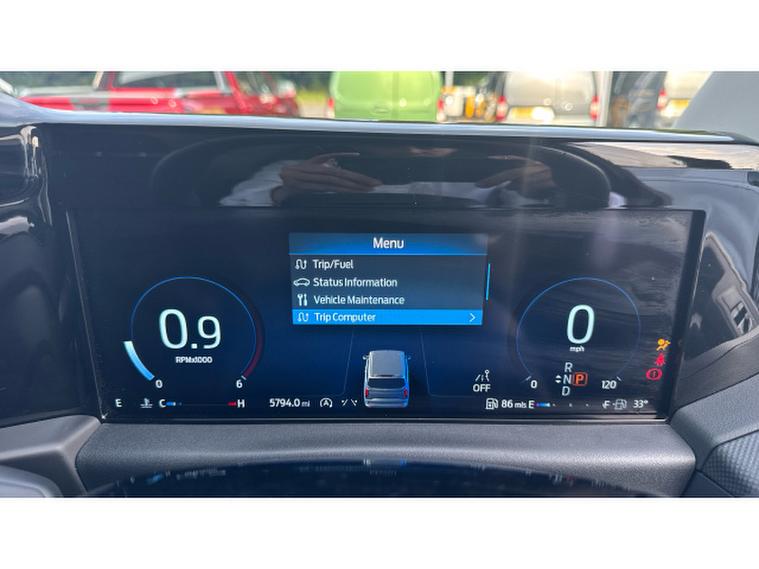 Menu
Trip/Fuel
Status Information
Vehicle Maintenance
Trip Computer
0.9
RPMx1000
0 6
0
mph
0 120
R
N P
D
OFF
E C H 5794.0 mi A 86 mls E F 33°